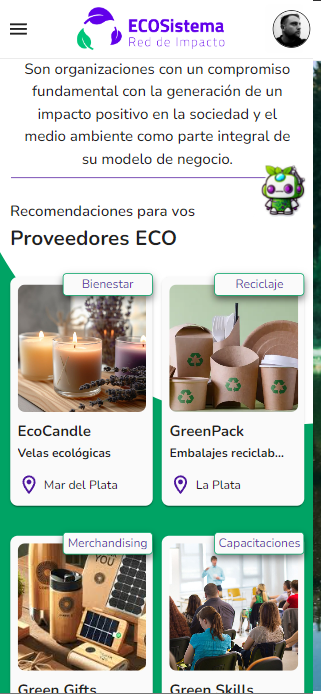 ECOSistema
Red de Impacto
Son organizaciones con un compromiso
fundamental con la generación de un
impacto positivo en la sociedad y el
medio ambiente como parte integral de
su modelo de negocio.
Recomendaciones para vos
Proveedores ECO
Bienestar
EcoCandle
Velas ecológicas
Mar del Plata
Reciclaje
GreenPack
Embalajes reciclab...
La Plata
Merchandising
YOU
Green Gifts
Capacitaciones
Green Skills